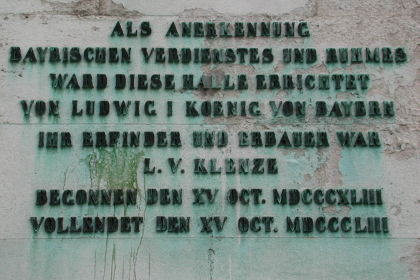 ALS ANERKENNUNG
BAYRISCHEN VERDIENSTES UND RUHMES
WARD DIESE HALLE ERRICHTET
VON LUDWIG I KOENIG VON BAYERN
IHR ERFINDER UND ERBAUER WAR
L. V. KLENZE
BEGONNEN DEN XV OCT. MDCCCXLIII
VOLLENDET DEN XV OCT. MDCCCLIII